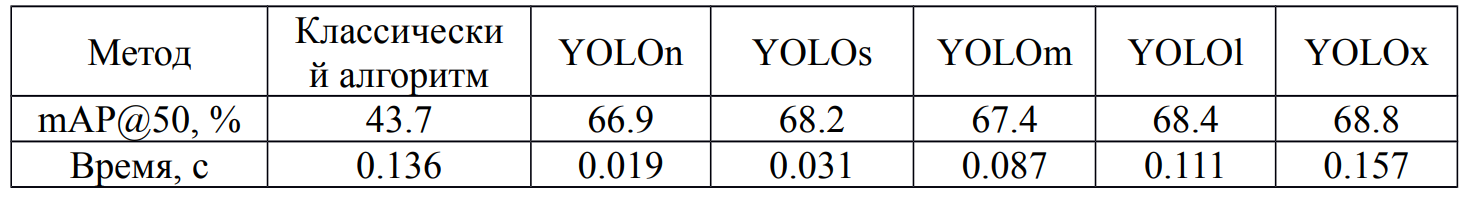 Метод Классически й алгоритм YOLOn YOLOs YOLOm YOLOl YOLOx
mAP@50, % 43.7 66.9 68.2 67.4 68.4 68.8
Время, с 0.136 0.019 0.031 0.087 0.111 0.157